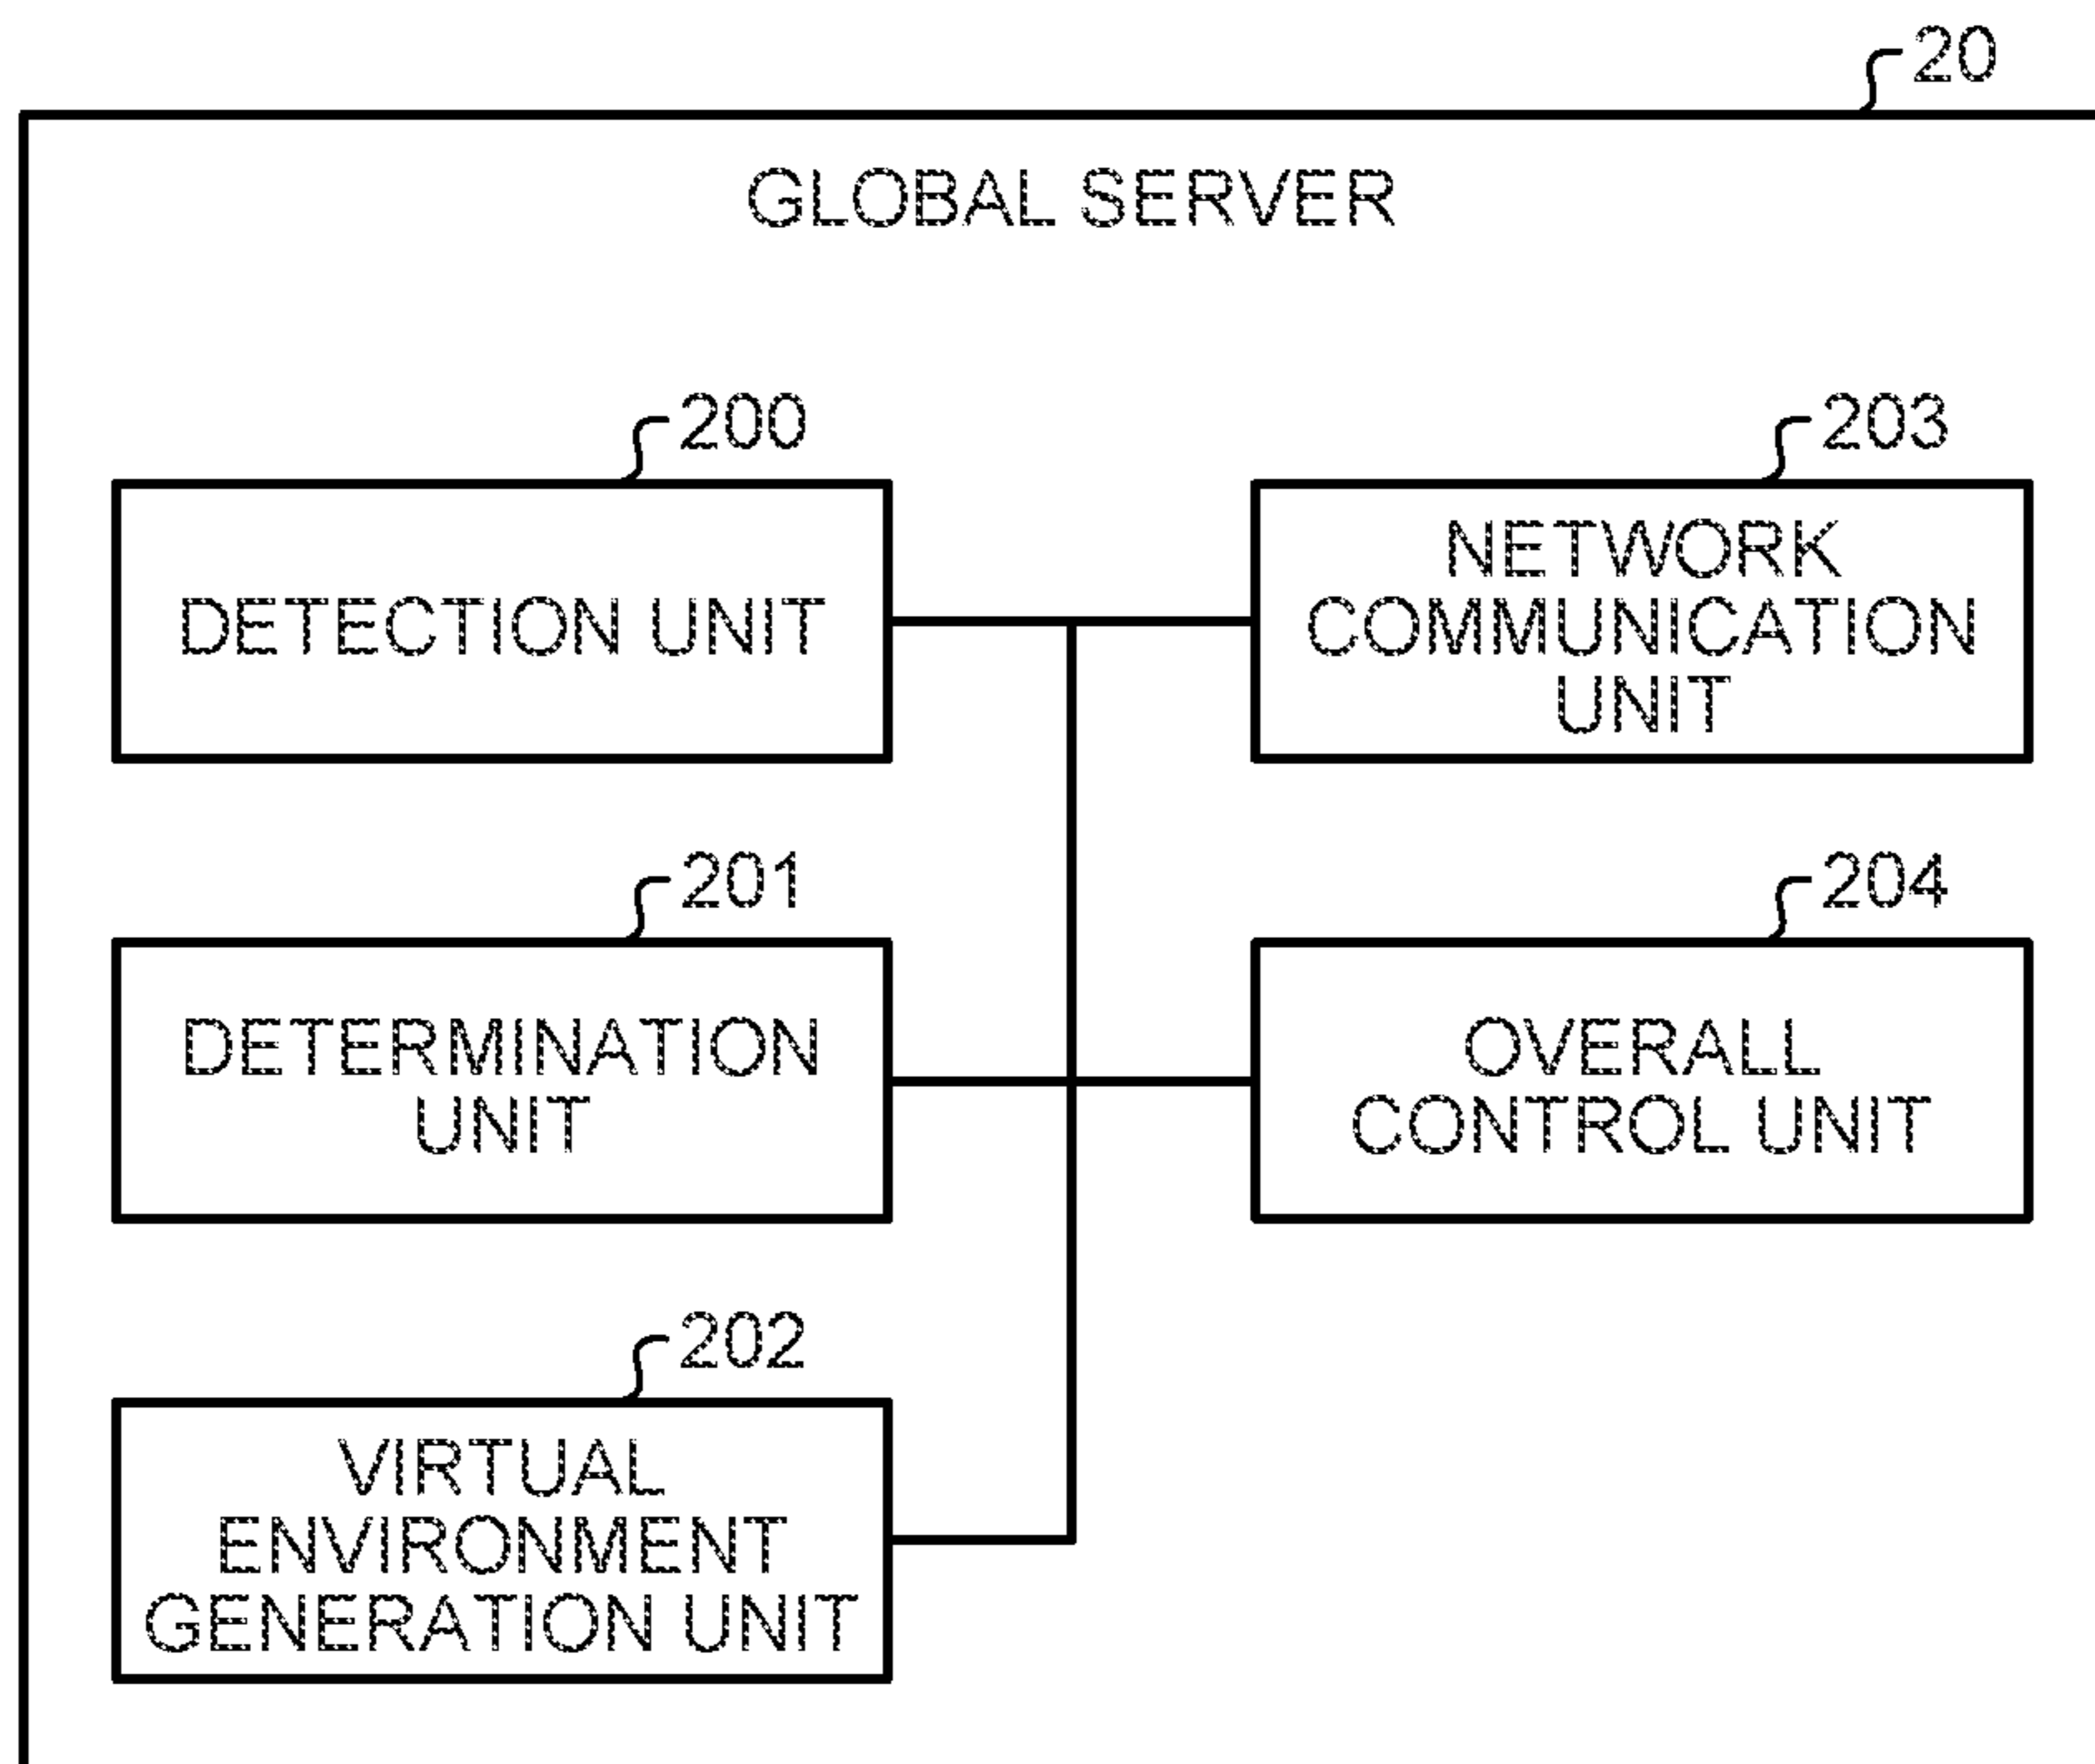 20
GLOBAL SERVER
200
DETECTION UNIT
203
NETWORK
COMMUNICATION
UNIT
201
DETERMINATION
UNIT
204
OVERALL
CONTROL UNIT
202
VIRTUAL
ENVIRONMENT
GENERATION UNIT